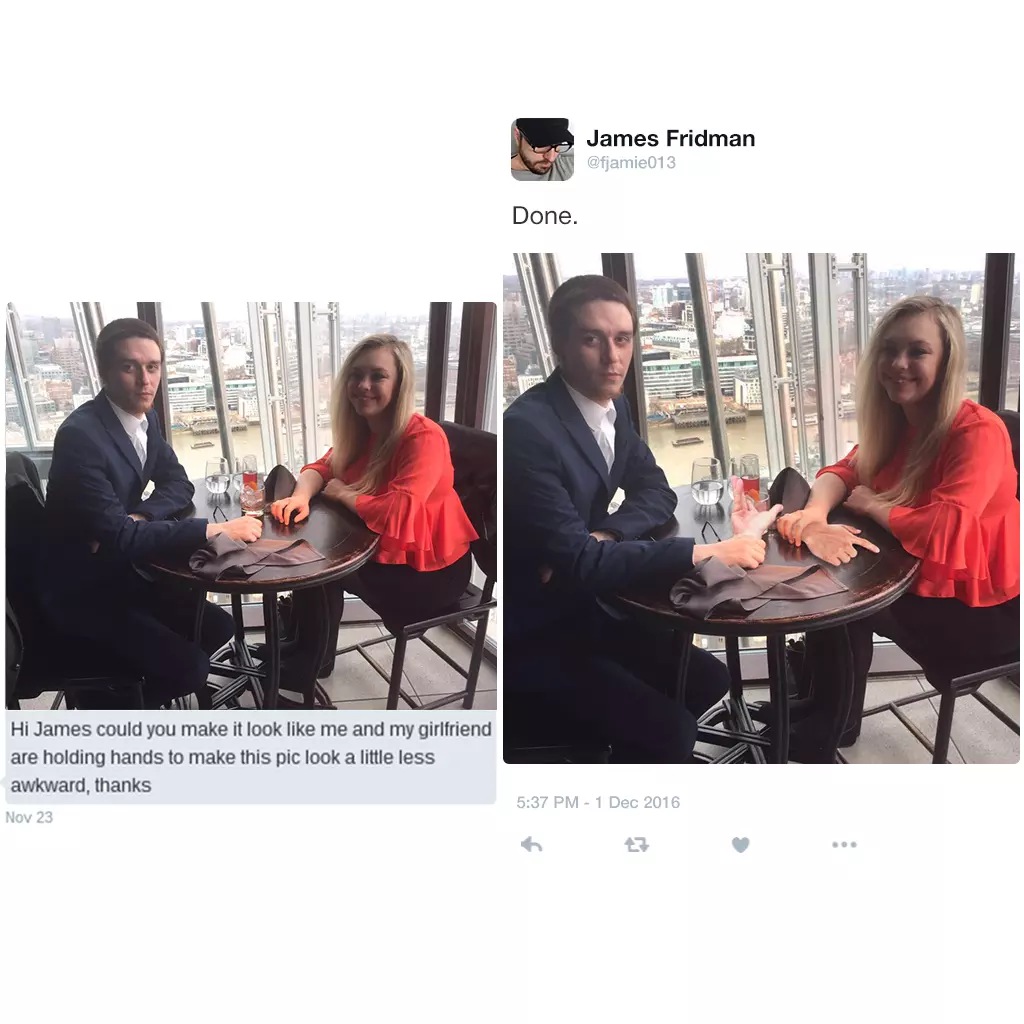 Hi James could you make it look like me and my girlfriend
are holding hands to make this pic look a little less
awkward, thanks
Nov 23
James Fridman
@fjamie013
Done.
5:37 PM - 1 Dec 2016